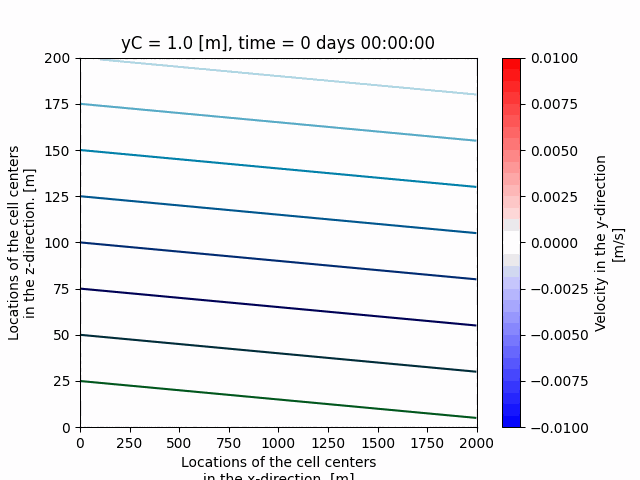 yC = 1.0 [m], time = 0 days 00:00:00
200
175
150
125
100
75
50
25
0
Locations of the cell centers
in the z-direction. [m]
0 250 500 750 1000 1250 1500 1750 2000
Locations of the cell centers
in the x-direction. [m]
0.0100
0.0075
0.0050
0.0025
0.0000
−0.0025
−0.0050
−0.0075
−0.0100
Velocity in the y-direction
[m/s]